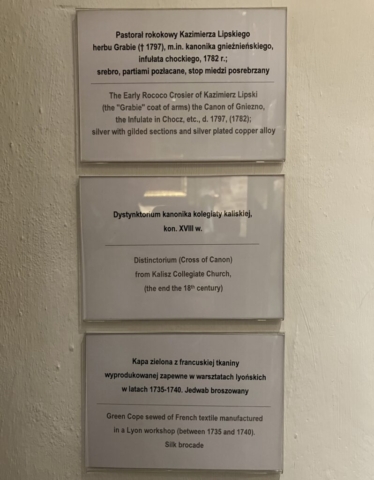 Pastorał rokokowy Kazimierza Lipskiego
herbu Grabie († 1797), m.in. kanonika gnieźnieńskiego,
infułata chockiego, 1782 r.;
srebro, partiami pozłacane, stop miedzi posrebrzany
The Early Rococo Crosier of Kazimierz Lipski
(the "Grabie" coat of arms) the Canon of Gniezno,
the Infulate in Chocz, etc., d. 1797, (1782);
silver with gilded sections and silver plated copper alloy
Dystynktorium kanonika kolegiaty kaliskiej,
kon. XVIII w.
Distinctorium (Cross of Canon)
from Kalisz Collegiate Church,
(the end the 18th century)
Kapa zielona z francuskiej tkaniny
wyprodukowanej zapewne w warsztatach lyońskich
w latach 1735-1740. Jedwab broszowany
Green Cope sewed of French textile manufactured
in a Lyon workshop (between 1735 and 1740).
Silk brocade